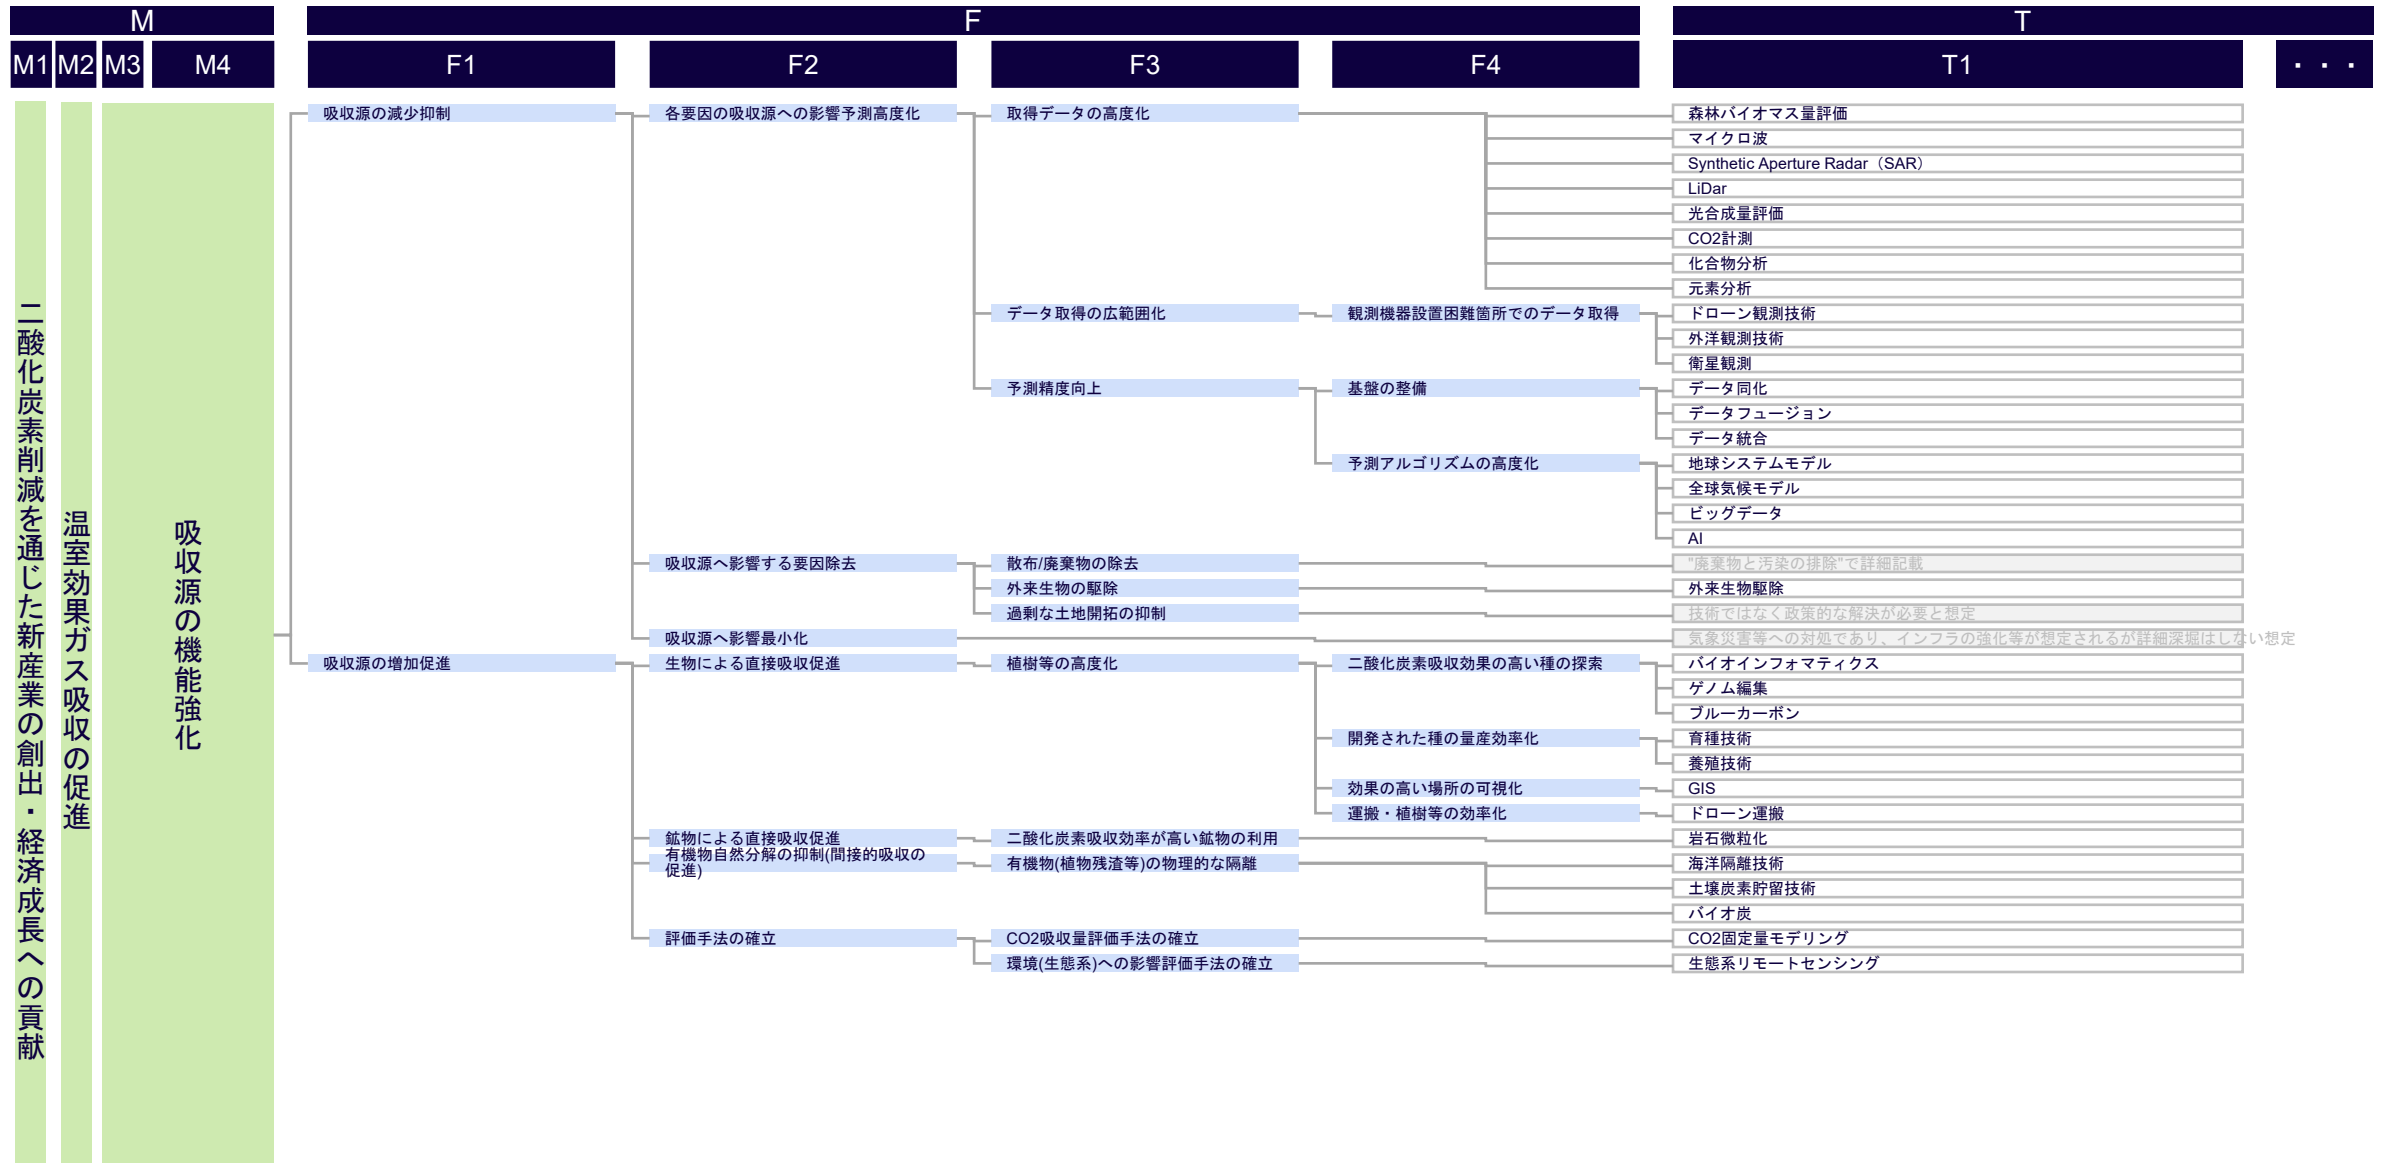 M
F
T
M1
M2
M3
M4
F1
F2
F3
F4
T1
・・・
二酸化炭素削減を通じた新産業の創出・経済成長への貢献
温室効果ガス吸収の促進
吸収源の機能強化
吸収源の減少抑制
各要因の吸収源への影響予測高度化
取得データの高度化
森林バイオマス量評価
マイクロ波
Synthetic Aperture Radar（SAR）
LiDar
光合成量評価
CO2計測
化合物分析
元素分析
データ取得の広範囲化
観測機器設置困難箇所でのデータ取得
ドローン観測技術
外洋観測技術
衛星観測
予測精度向上
基盤の整備
データ同化
データフュージョン
データ統合
予測アルゴリズムの高度化
地球システムモデル
全球気候モデル
ビッグデータ
AI
吸収源へ影響する要因除去
散布/廃棄物の除去
"廃棄物と汚染の排除"で詳細記載
外来生物の駆除
外来生物駆除
過剰な土地開拓の抑制
技術ではなく政策的な解決が必要と想定
吸収源へ影響最小化
気象災害等への対処であり、インフラの強化等が想定されるが詳細深堀はしない想定
吸収源の増加促進
生物による直接吸収促進
植樹等の高度化
二酸化炭素吸収効果の高い種の探索
バイオインフォマティクス
ゲノム編集
ブルーカーボン
開発された種の量産効率化
育種技術
養殖技術
効果の高い場所の可視化
GIS
運搬・植樹等の効率化
ドローン運搬
鉱物による直接吸収促進
二酸化炭素吸収効率が高い鉱物の利用
岩石微粒化
有機物自然分解の抑制(間接的吸収の
促進)
有機物(植物残渣等)の物理的な隔離
海洋隔離技術
土壌炭素貯留技術
バイオ炭
評価手法の確立
CO2吸収量評価手法の確立
CO2固定量モデリング
環境(生態系)への影響評価手法の確立
生態系リモートセンシング